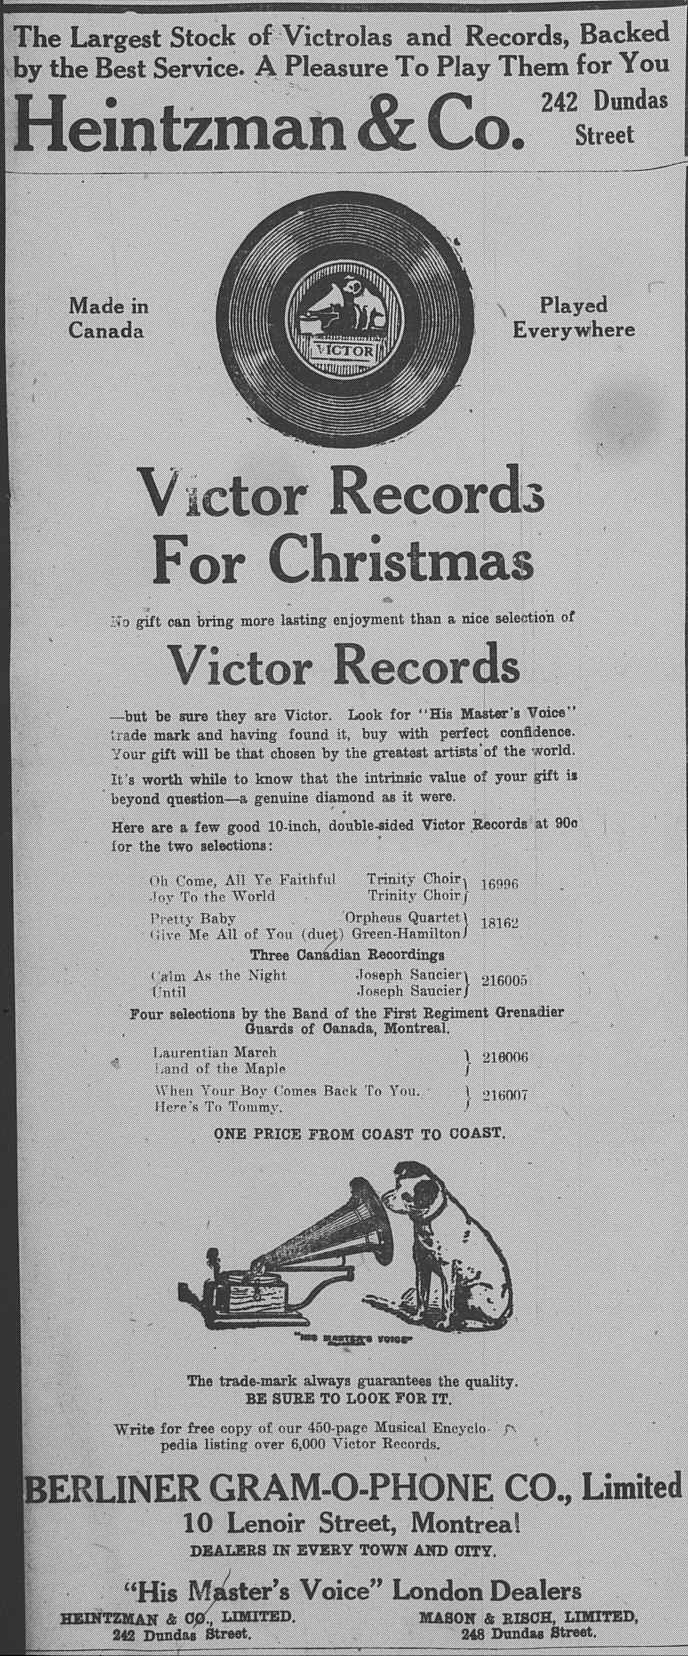 The Largest Stock of Victrolas and Records, Backed
by the Best Service. A Pleasure To Play Them for You
Heintzman & Co. 242 Dundas
Street
Made in
Canada
Played
Everywhere
VICTOR
Victor Records
For Christmas
No gift can bring more lasting enjoyment than a nice selection of
Victor Records
—but be sure they are Victor. Look for "His Master's Voice"
trade mark and having found it, buy with perfect confidence.
Your gift will be that chosen by the greatest artists of the world.
It's worth while to know that the intrinsic value of your gift is
beyond question—a genuine diamond as it were.
Here are a few good 10-inch, double-sided Victor Records at 90c
for the two selections:
Oh Come, All Ye Faithful Trinity Choir } 16996
Joy To the World Trinity Choir
Pretty Baby Orpheus Quartet } 18162
Give Me All of You (duet) Green-Hamilton
Three Canadian Recordings
Calm As the Night Joseph Saucier } 216005
Until Joseph Saucier
Four selections by the Band of the First Regiment Grenadier
Guards of Canada, Montreal.
Laurentian March } 216006
Land of the Maple
When Your Boy Comes Back To You. } 216007
Here's To Tommy.
ONE PRICE FROM COAST TO COAST.
"HIS MASTER'S VOICE"
The trade-mark always guarantees the quality.
BE SURE TO LOOK FOR IT.
Write for free copy of our 450-page Musical Encyclo-
pedia listing over 6,000 Victor Records.
BERLINER GRAM-O-PHONE CO., Limited
10 Lenoir Street, Montreal
DEALERS IN EVERY TOWN AND CITY.
"His Master's Voice" London Dealers
HEINTZMAN & CO., LIMITED.
242 Dundas Street.
MASON & RISCH, LIMITED,
248 Dundas Street.